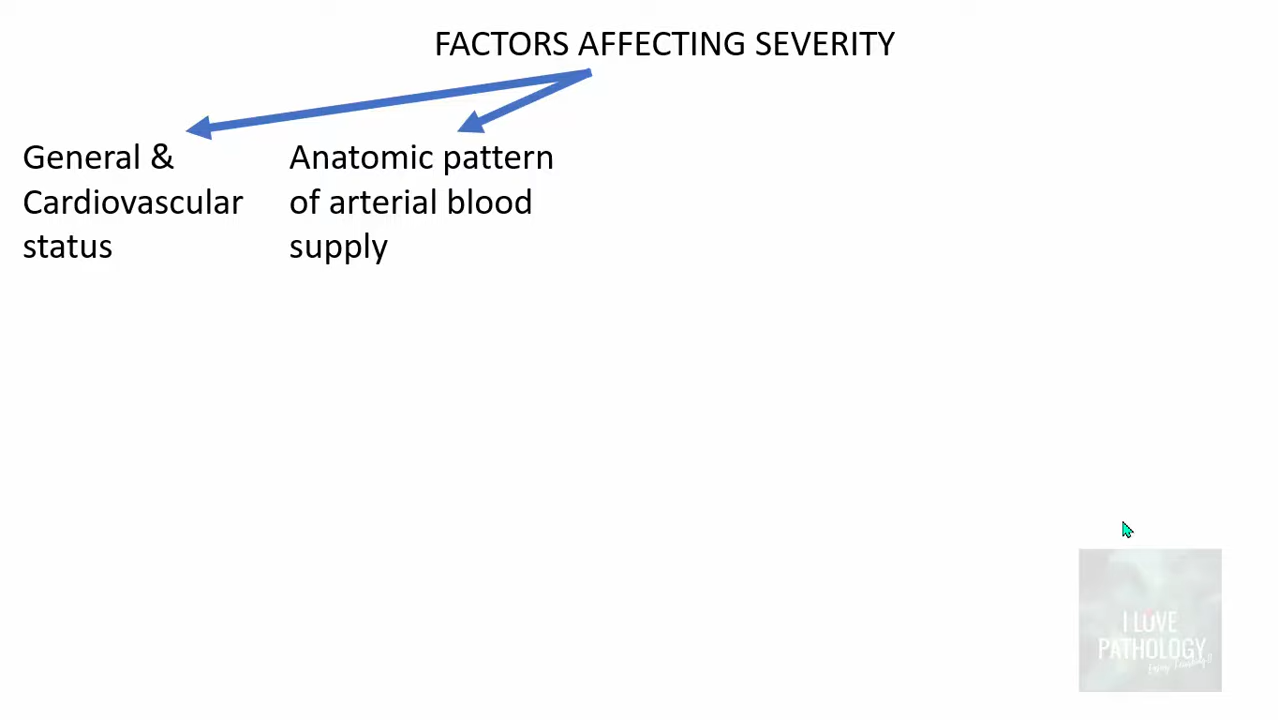 FACTORS AFFECTING SEVERITY
General &
Cardiovascular
status
Anatomic pattern
of arterial blood
supply
I LOVE
PATHOLOGY